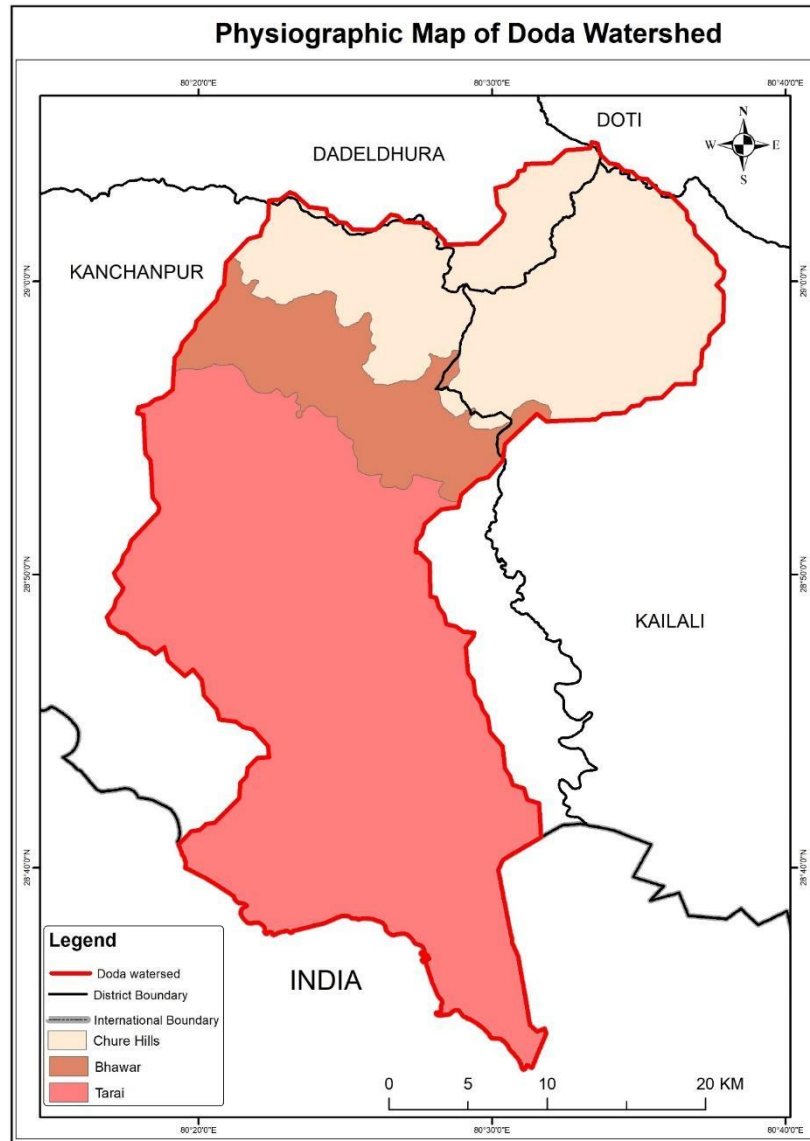 Physiographic Map of Doda Watershed
80°20'0"E 80°30'0"E 80°40'0"E
DOTI
N
W E
S
DADELDHURA
KANCHANPUR
29°0'0"N 29°0'0"N
28°50'0"N 28°50'0"N
KAILALI
28°40'0"N 28°40'0"N
INDIA
Legend
Doda watersed
District Boundary
International Boundary
Chure Hills
Bhawar
Tarai
0 5 10 20 KM
80°20'0"E 80°30'0"E 80°40'0"E